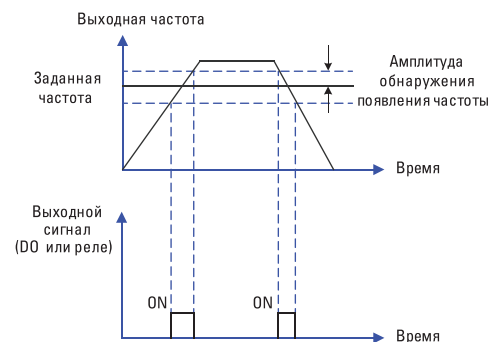 Выходная частота
Заданная
частота
Амплитуда
обнаружения
появления частоты
Время
Выходной
сигнал
(DO или реле)
ON
ON
Время